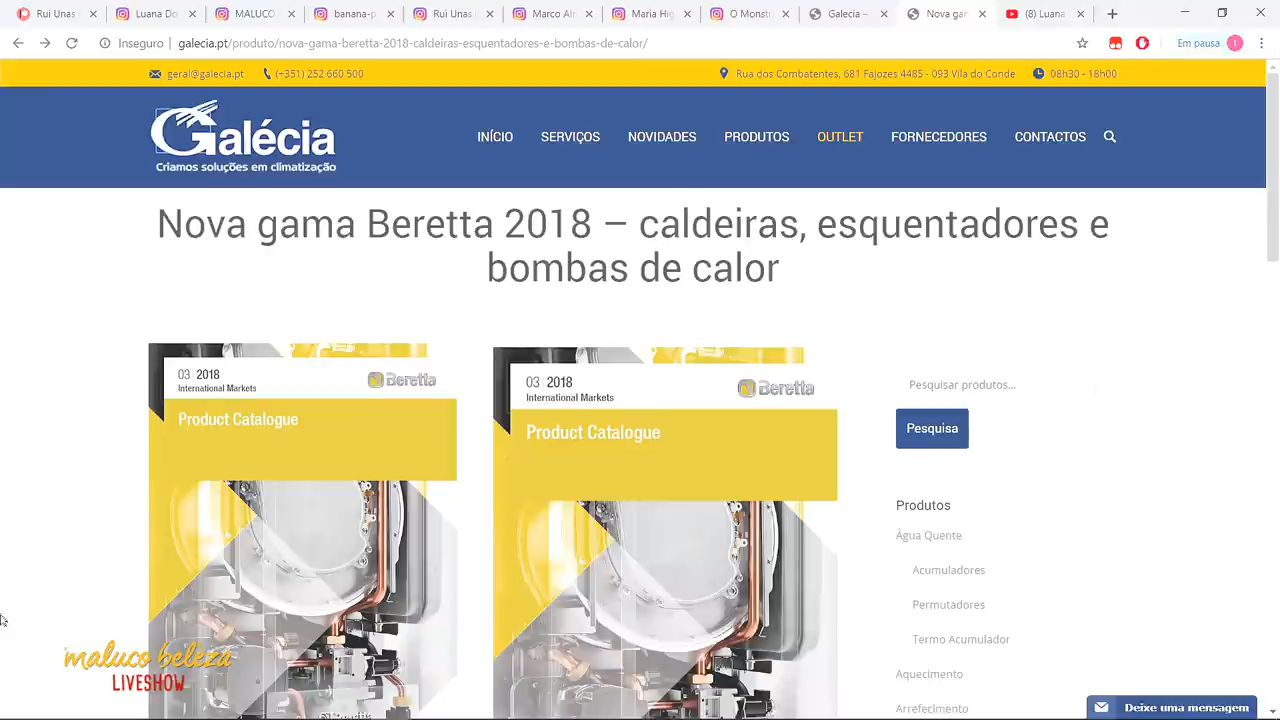 Rui Unas
Luana Do
MALUCO
banana-p
Rui Unas
Marco Alm
Maria Hig
O Monstr
Galecia –
Nova gam
(8) Luana
Inseguro | galecia.pt/produto/nova-gama-beretta-2018-caldeiras-esquentadores-e-bombas-de-calor/
Em pausa
t
geral@galecia.pt
(+351) 252 660 500
Rua dos Combatentes, 681 Fajozes 4485 - 093 Vila do Conde
08h30 - 18h00
Galécia
Criamos soluções em climatização
INÍCIO
SERVIÇOS
NOVIDADES
PRODUTOS
OUTLET
FORNECEDORES
CONTACTOS
Nova gama Beretta 2018 – caldeiras, esquentadores e
bombas de calor
03 | 2018
International Markets
Beretta
Product Catalogue
03 | 2018
International Markets
Beretta
Product Catalogue
Pesquisar produtos...
Pesquisa
Produtos
Água Quente
Acumuladores
Permutadores
Termo Acumulador
Aquecimento
Arrefecimento
maluco beleza
LIVESHOW
Deixe uma mensagem